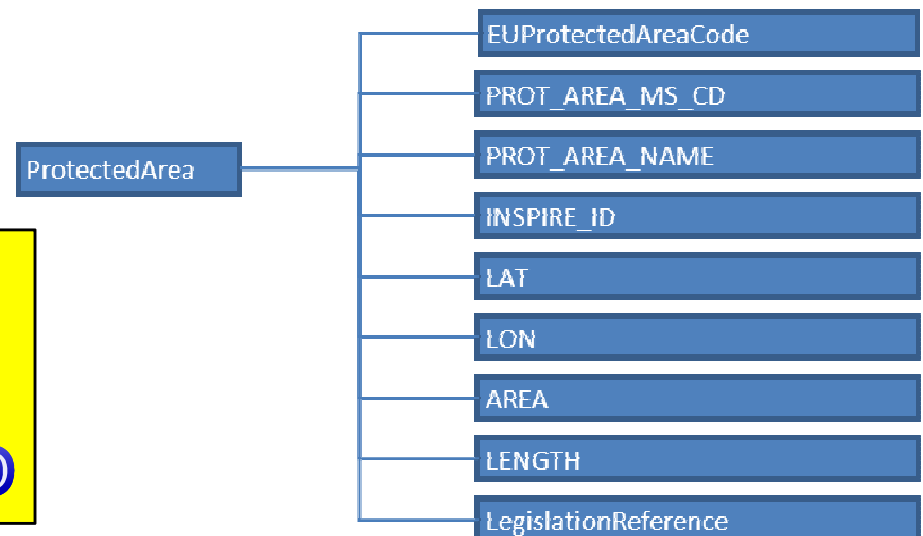 EUProtectedAreaCode
PROT_AREA_MS_CD
PROT_AREA_NAME
ProtectedArea
INSPIRE_ID
LAT
LON
AREA
LENGTH
LegislationReference